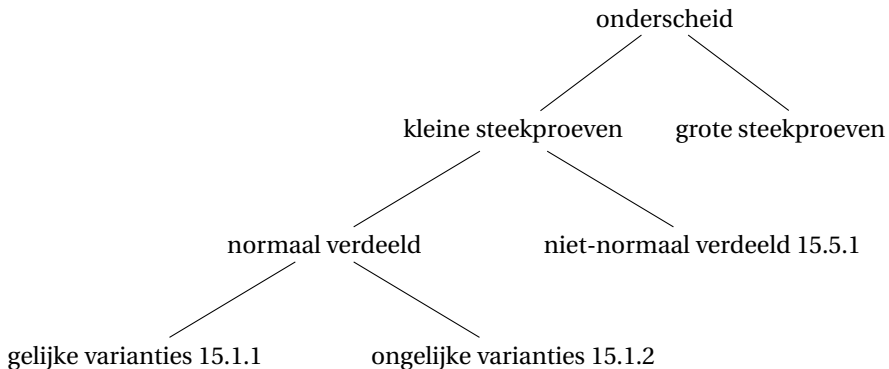 onderscheid
kleine steekproeven
grote steekproeven
normaal verdeeld
niet-normaal verdeeld 15.5.1
gelijke varianties 15.1.1
ongelijke varianties 15.1.2